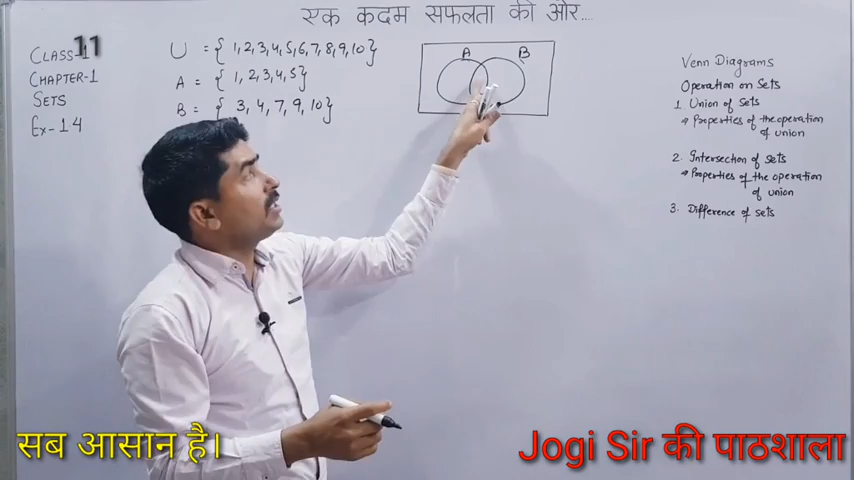 एक कदम सफलता की और....
CLASS-11
CHAPTER-1
SETS
Ex-14
U = { 1,2,3,4,5,6,7,8,9,10 }
A = { 1,2,3,4,5 }
B = { 3, 4, 7, 9, 10 }
A B
Venn Diagrams
Operation on Sets
1 Union of Sets
→ Properties of the operation
of union
2. Intersection of sets
→ Properties of the operation
of union
3. Difference of sets
सब आसान है।
Jogi Sir की पाठशाला